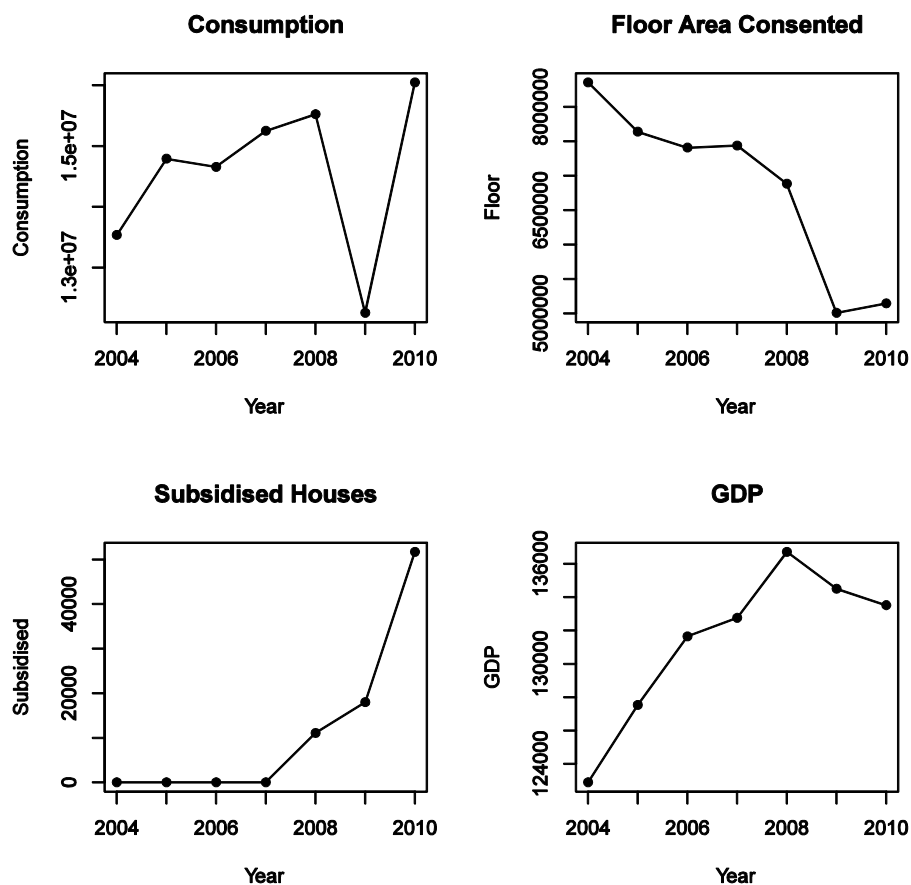 Consumption
Consumption
1.5e+07
1.3e+07
2004 2006 2008 2010
Year
Floor Area Consented
Floor
8000000
6500000
5000000
2004 2006 2008 2010
Year
Subsidised Houses
Subsidised
40000
20000
0
2004 2006 2008 2010
Year
GDP
GDP
136000
130000
124000
2004 2006 2008 2010
Year